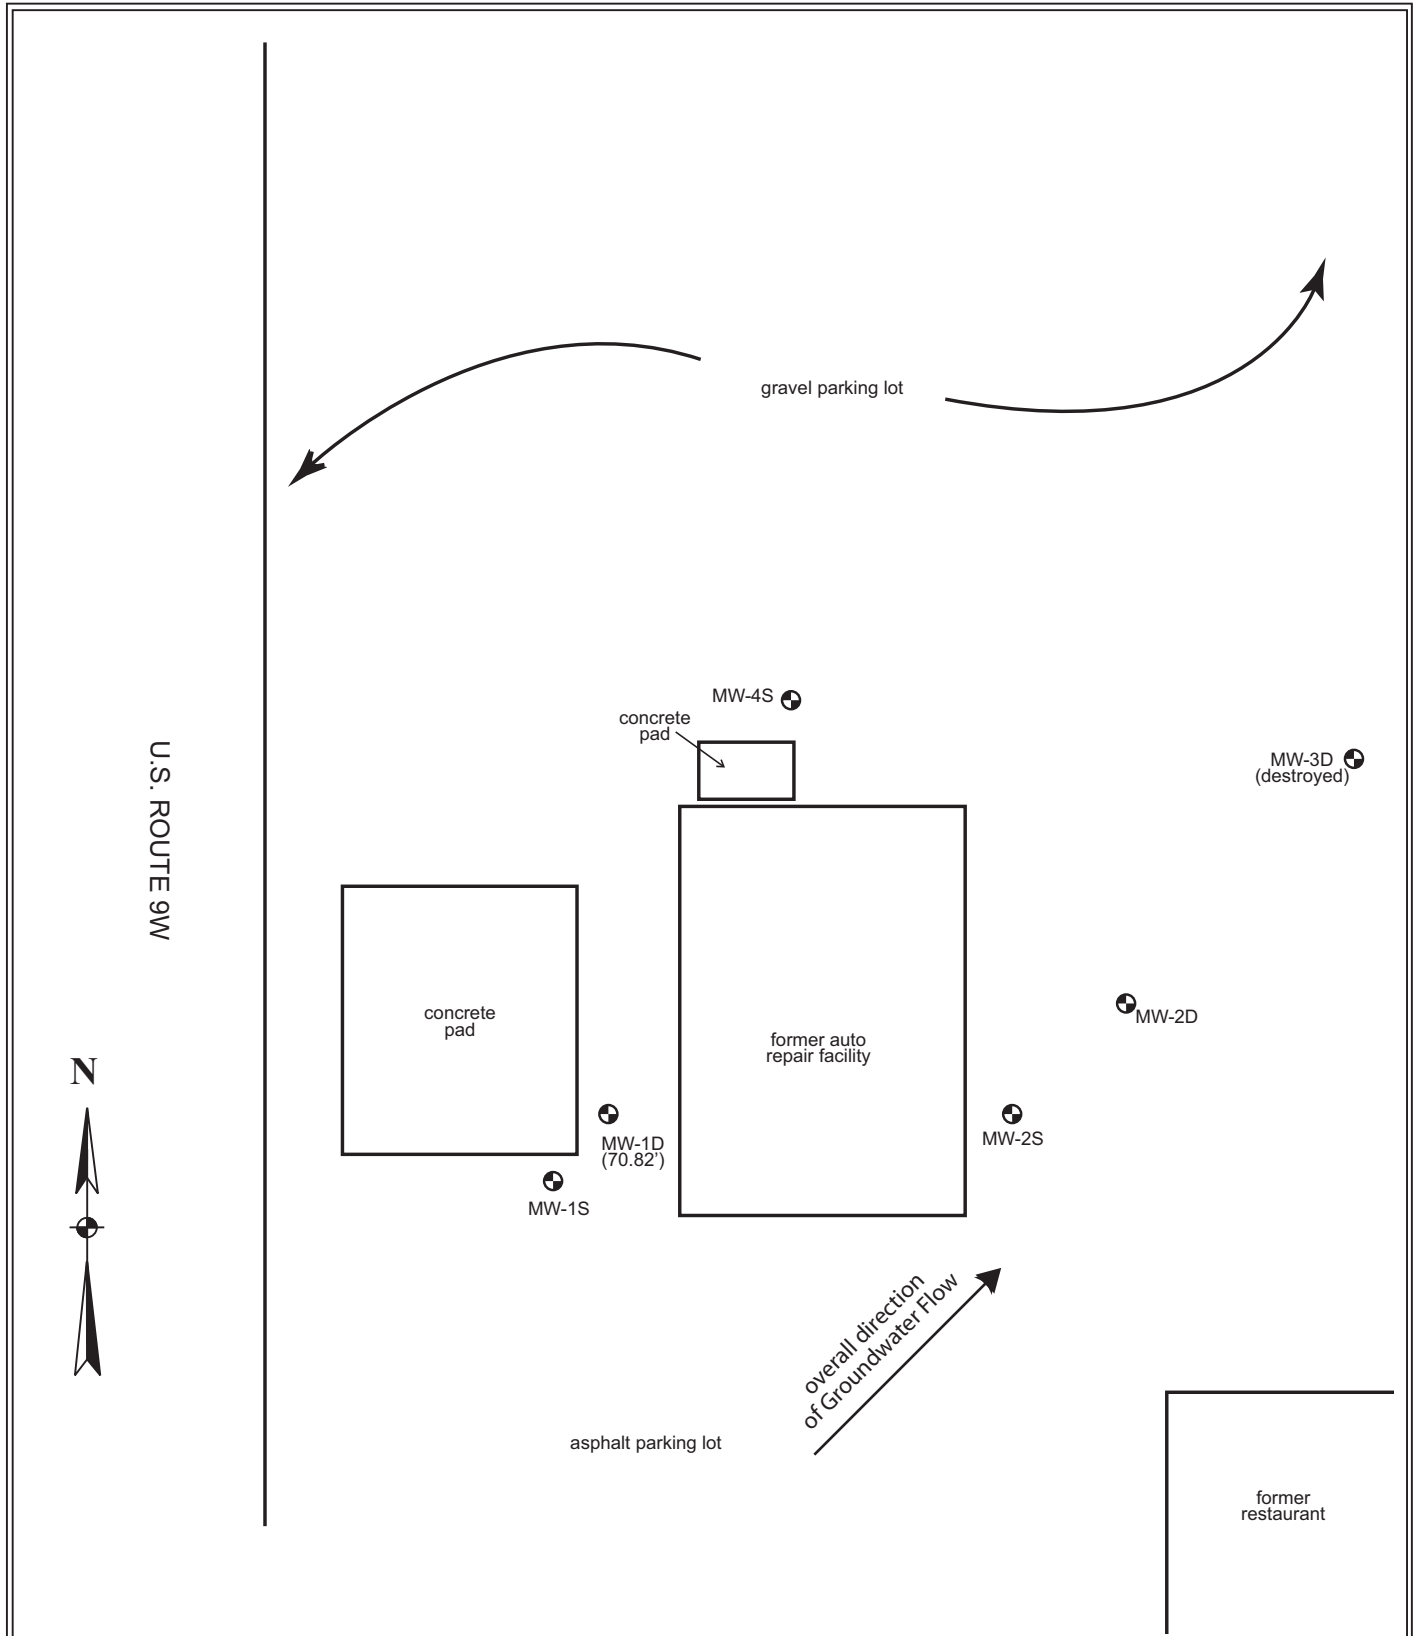 gravel parking lot
MW-4S
concrete
pad
U.S. ROUTE 9W
MW-3D
(destroyed)
concrete
pad
former auto
repair facility
MW-2D
N
MW-1D
(70.82’)
MW-2S
MW-1S
overall direction
of Groundwater Flow
asphalt parking lot
former
restaurant